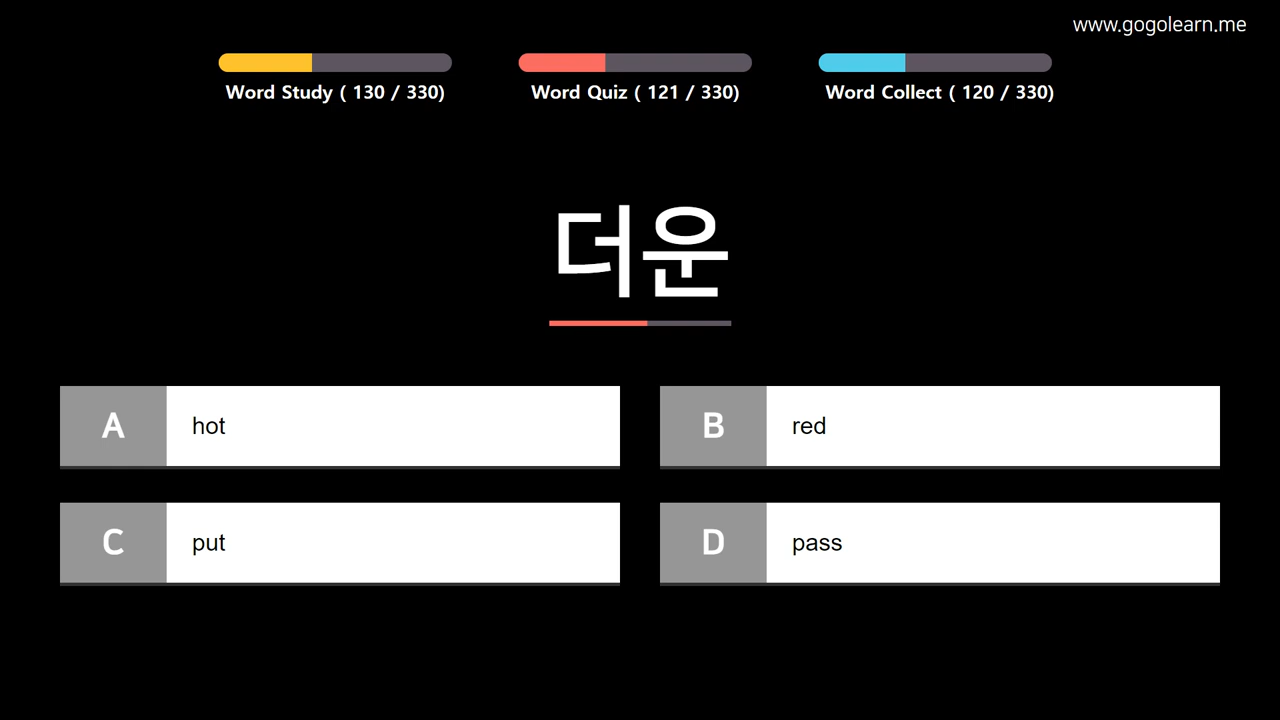 www.gogolearn.me
Word Study ( 130 / 330)
Word Quiz ( 121 / 330)
Word Collect ( 120 / 330)
더운
A hot
B red
C put
D pass